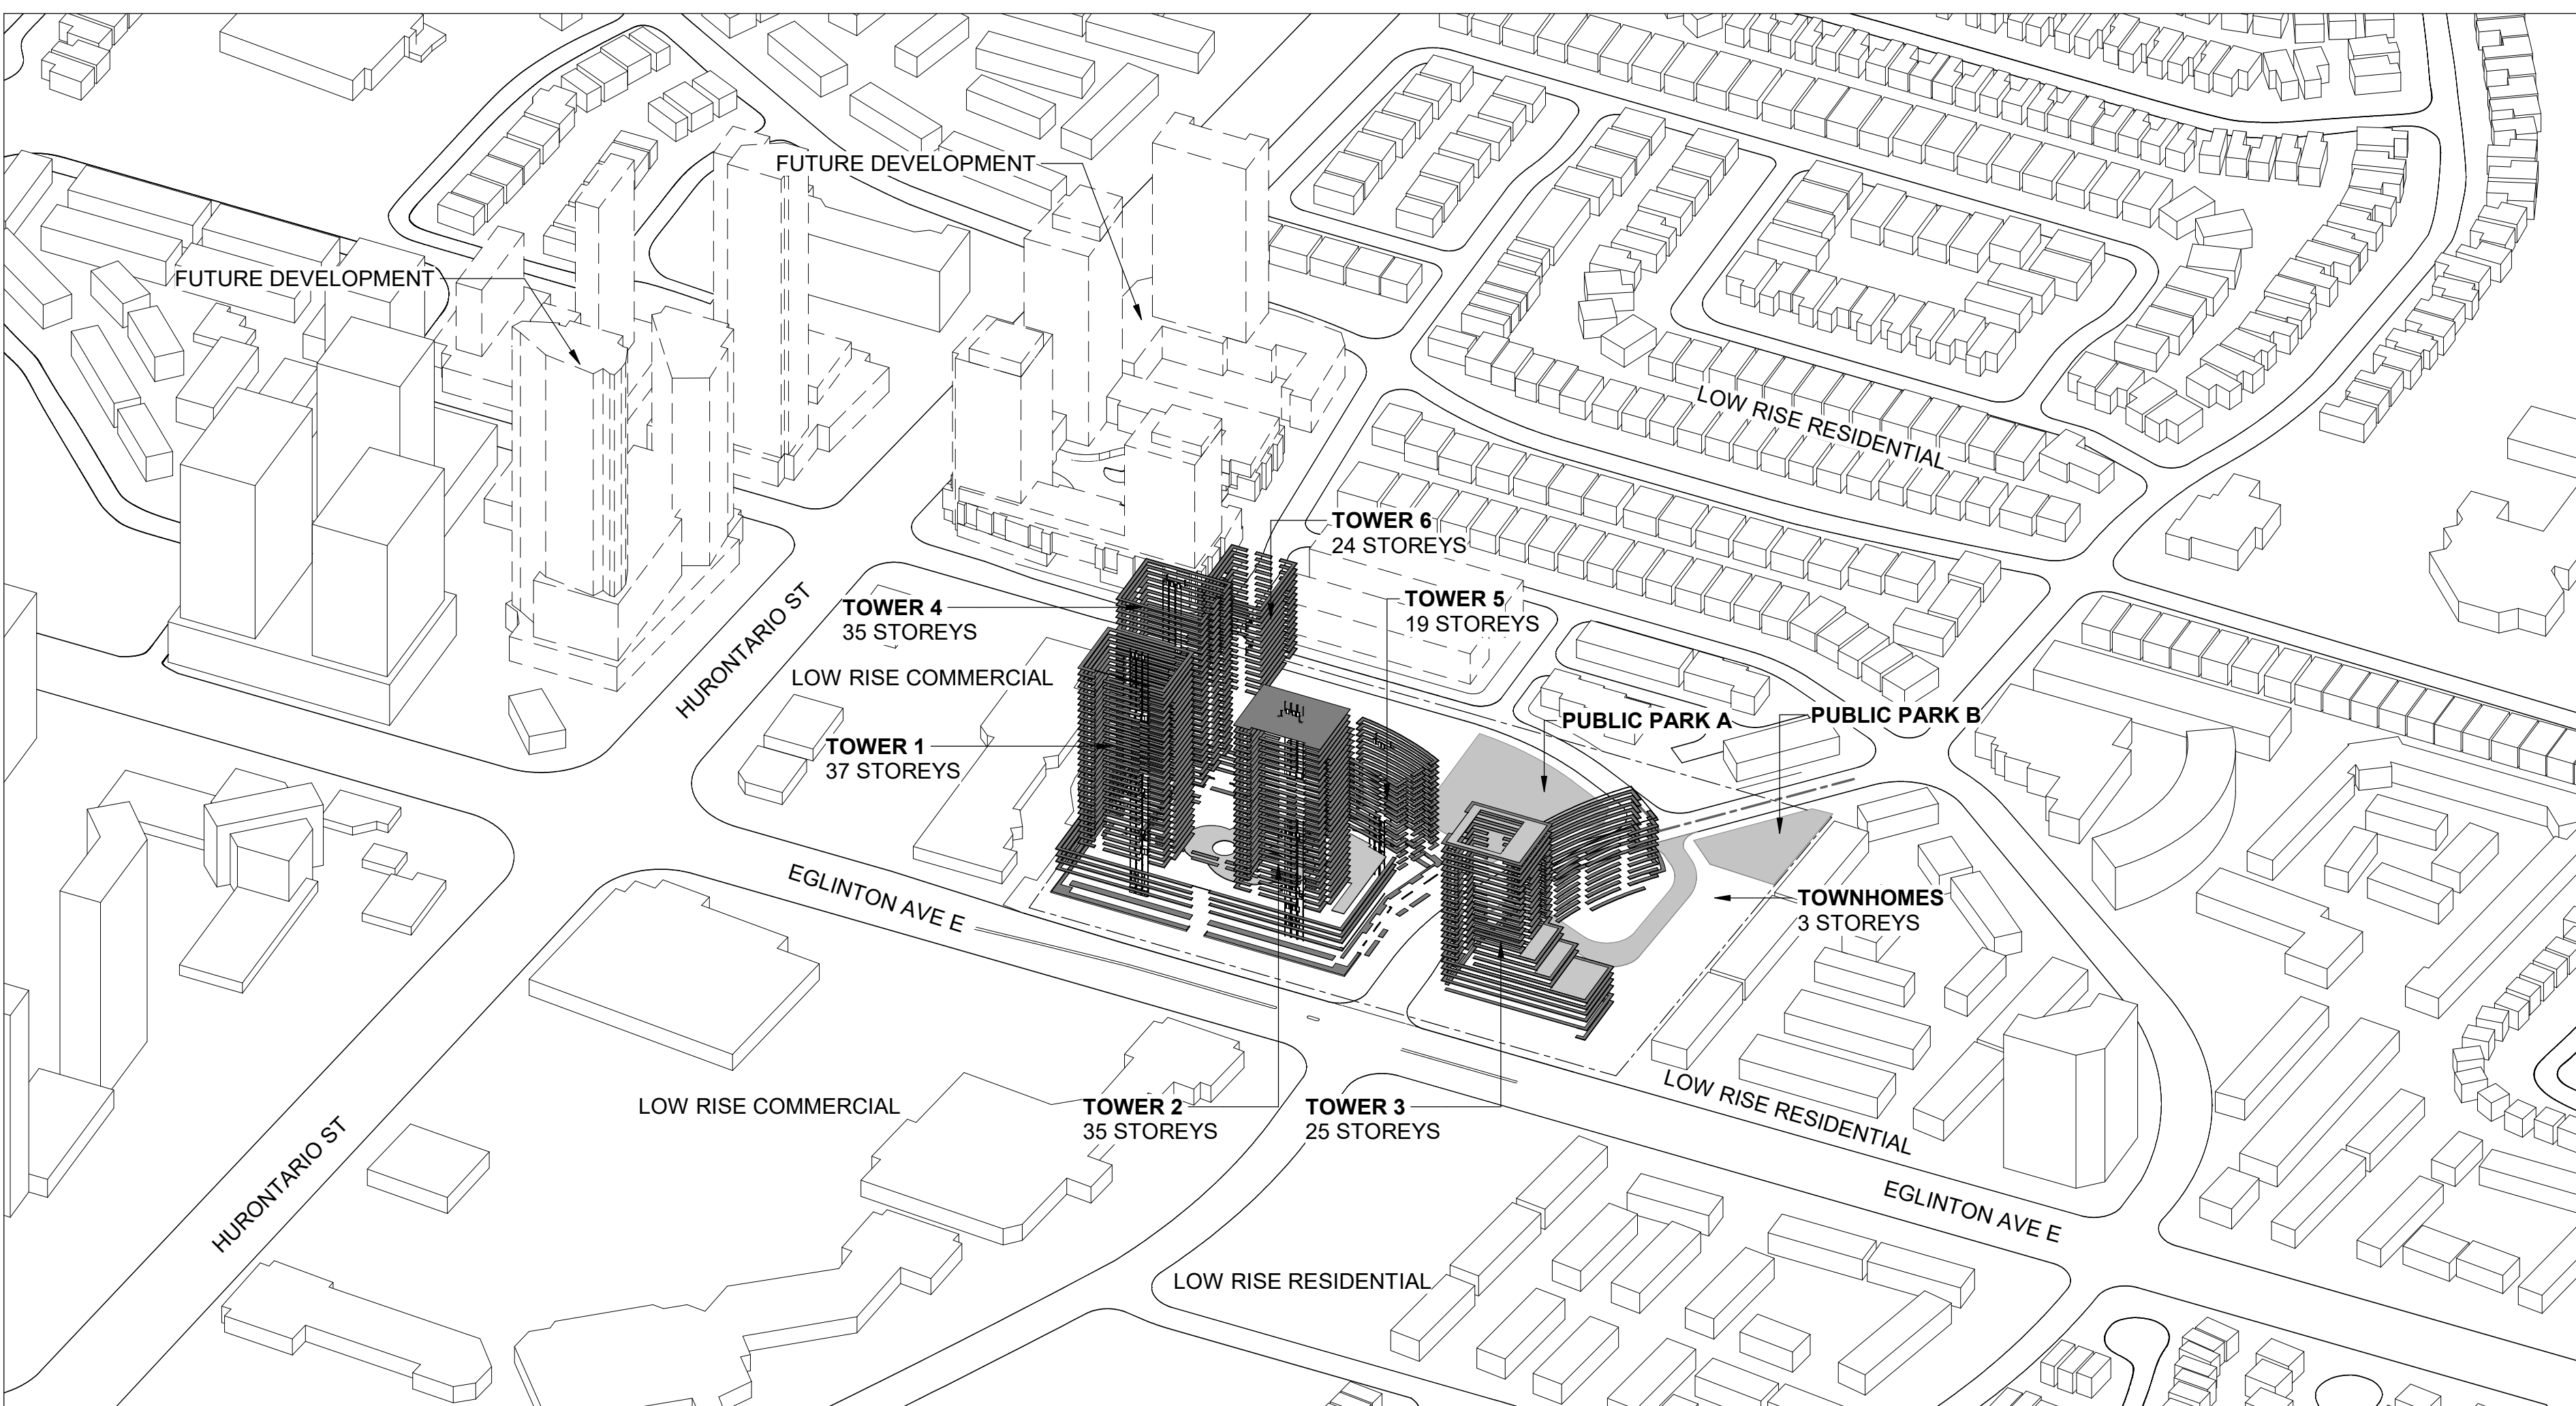 FUTURE DEVELOPMENT
FUTURE DEVELOPMENT
LOW RISE RESIDENTIAL
TOWER 6
24 STOREYS
TOWER 5
19 STOREYS
TOWER 4
35 STOREYS
HURONTARIO ST
LOW RISE COMMERCIAL
PUBLIC PARK A
PUBLIC PARK B
TOWER 1
37 STOREYS
EGLINTON AVE E
TOWNHOMES
3 STOREYS
LOW RISE COMMERCIAL
TOWER 2
35 STOREYS
TOWER 3
25 STOREYS
LOW RISE RESIDENTIAL
HURONTARIO ST
EGLINTON AVE E
LOW RISE RESIDENTIAL